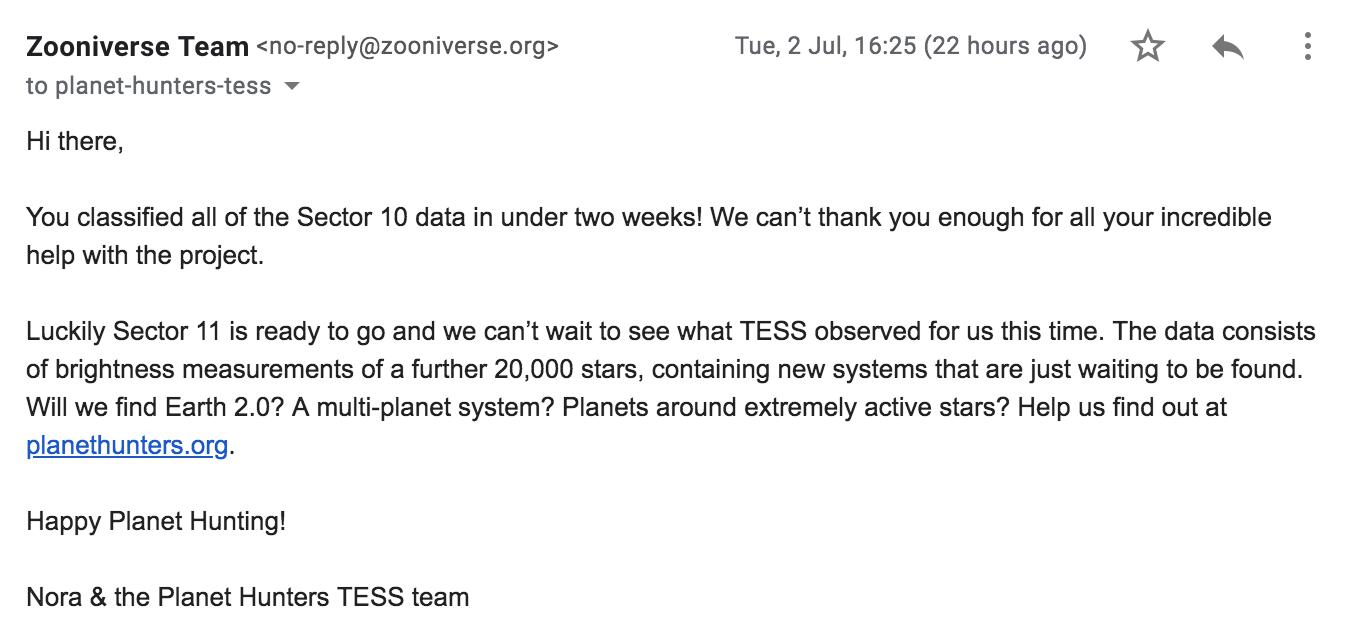 Zooniverse Team <no-reply@zooniverse.org> Tue, 2 Jul, 16:25 (22 hours ago)
to planet-hunters-tess
Hi there,
You classified all of the Sector 10 data in under two weeks! We can’t thank you enough for all your incredible
help with the project.
Luckily Sector 11 is ready to go and we can’t wait to see what TESS observed for us this time. The data consists
of brightness measurements of a further 20,000 stars, containing new systems that are just waiting to be found.
Will we find Earth 2.0? A multi-planet system? Planets around extremely active stars? Help us find out at
planethunters.org.
Happy Planet Hunting!
Nora & the Planet Hunters TESS team